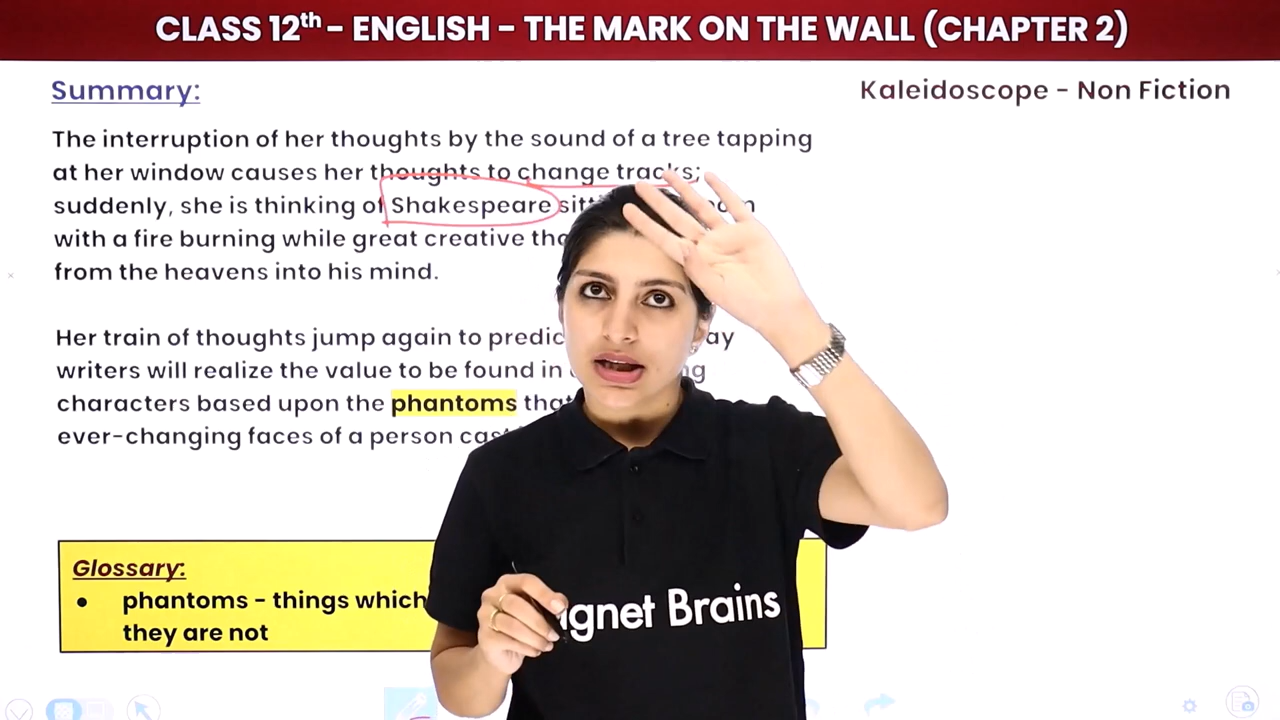 CLASS 12th - ENGLISH - THE MARK ON THE WALL (CHAPTER 2)
Summary:
Kaleidoscope - Non Fiction
The interruption of her thoughts by the sound of a tree tapping
at her window causes her thoughts to change tracks;
suddenly, she is thinking of Shakespeare
with a fire burning while great creative
from the heavens into his mind.
Her train of thoughts jump again to
writers will realize the value to be found in
characters based upon the phantoms
ever-changing faces of a person
Glossary:
• phantoms - things which
they are not
Brains